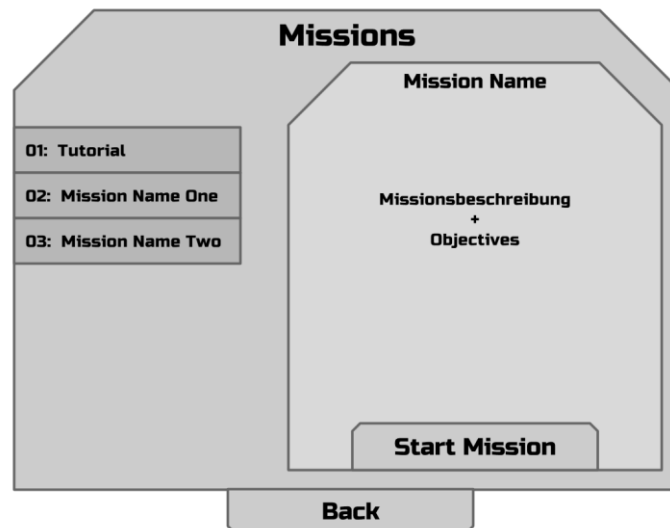 Missions
01: Tutorial
02: Mission Name One
03: Mission Name Two
Mission Name
Missionsbeschreibung
+
Objectives
Start Mission
Back